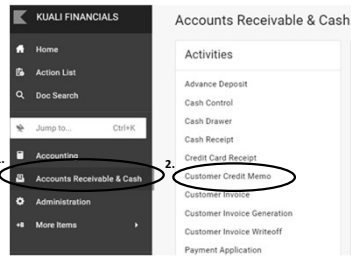 KUALI FINANCIALS
Home
Action List
Doc Search
Jump to... Ctrl+K
Accounting
Accounts Receivable & Cash
Administration
+8 More Items
Accounts Receivable & Cash
Activities
Advance Deposit
Cash Control
Cash Drawer
Cash Receipt
Credit Card Receipt
2.
Customer Credit Memo
Customer Invoice
Customer Invoice Generation
Customer Invoice Writeoff
Payment Application